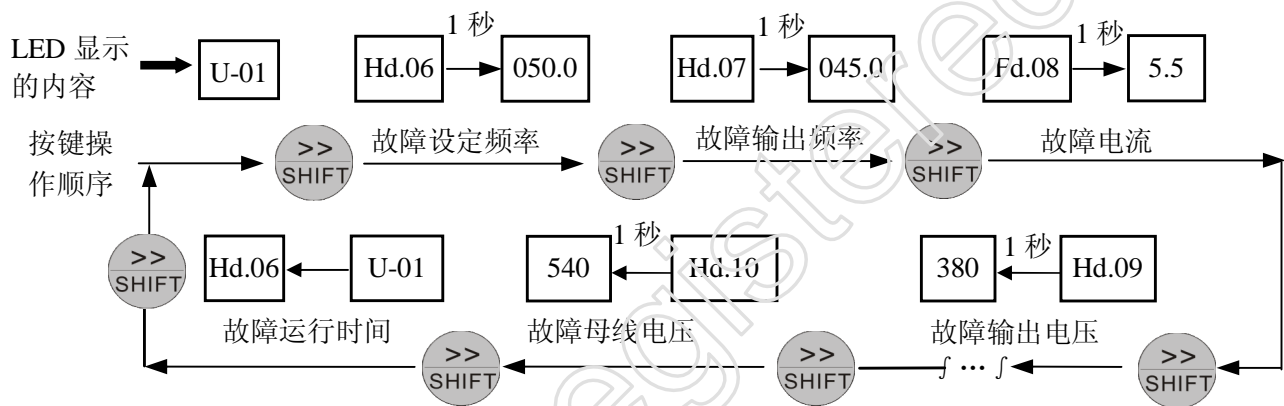 1 秒
1 秒
1 秒
LED 显示
的内容
U-01
Hd.06
050.0
Hd.07
045.0
Hd.08
5.5
按键操
作顺序
>>
SHIFT
故障设定频率
>>
SHIFT
故障输出频率
>>
SHIFT
故障电流
>>
SHIFT
Hd.06
U-01
540
1 秒
Hd.10
380
1 秒
Hd.09
故障运行时间
故障母线电压
故障输出电压
>>
SHIFT
>>
SHIFT
∫ ··· ∫
>>
SHIFT
egistered